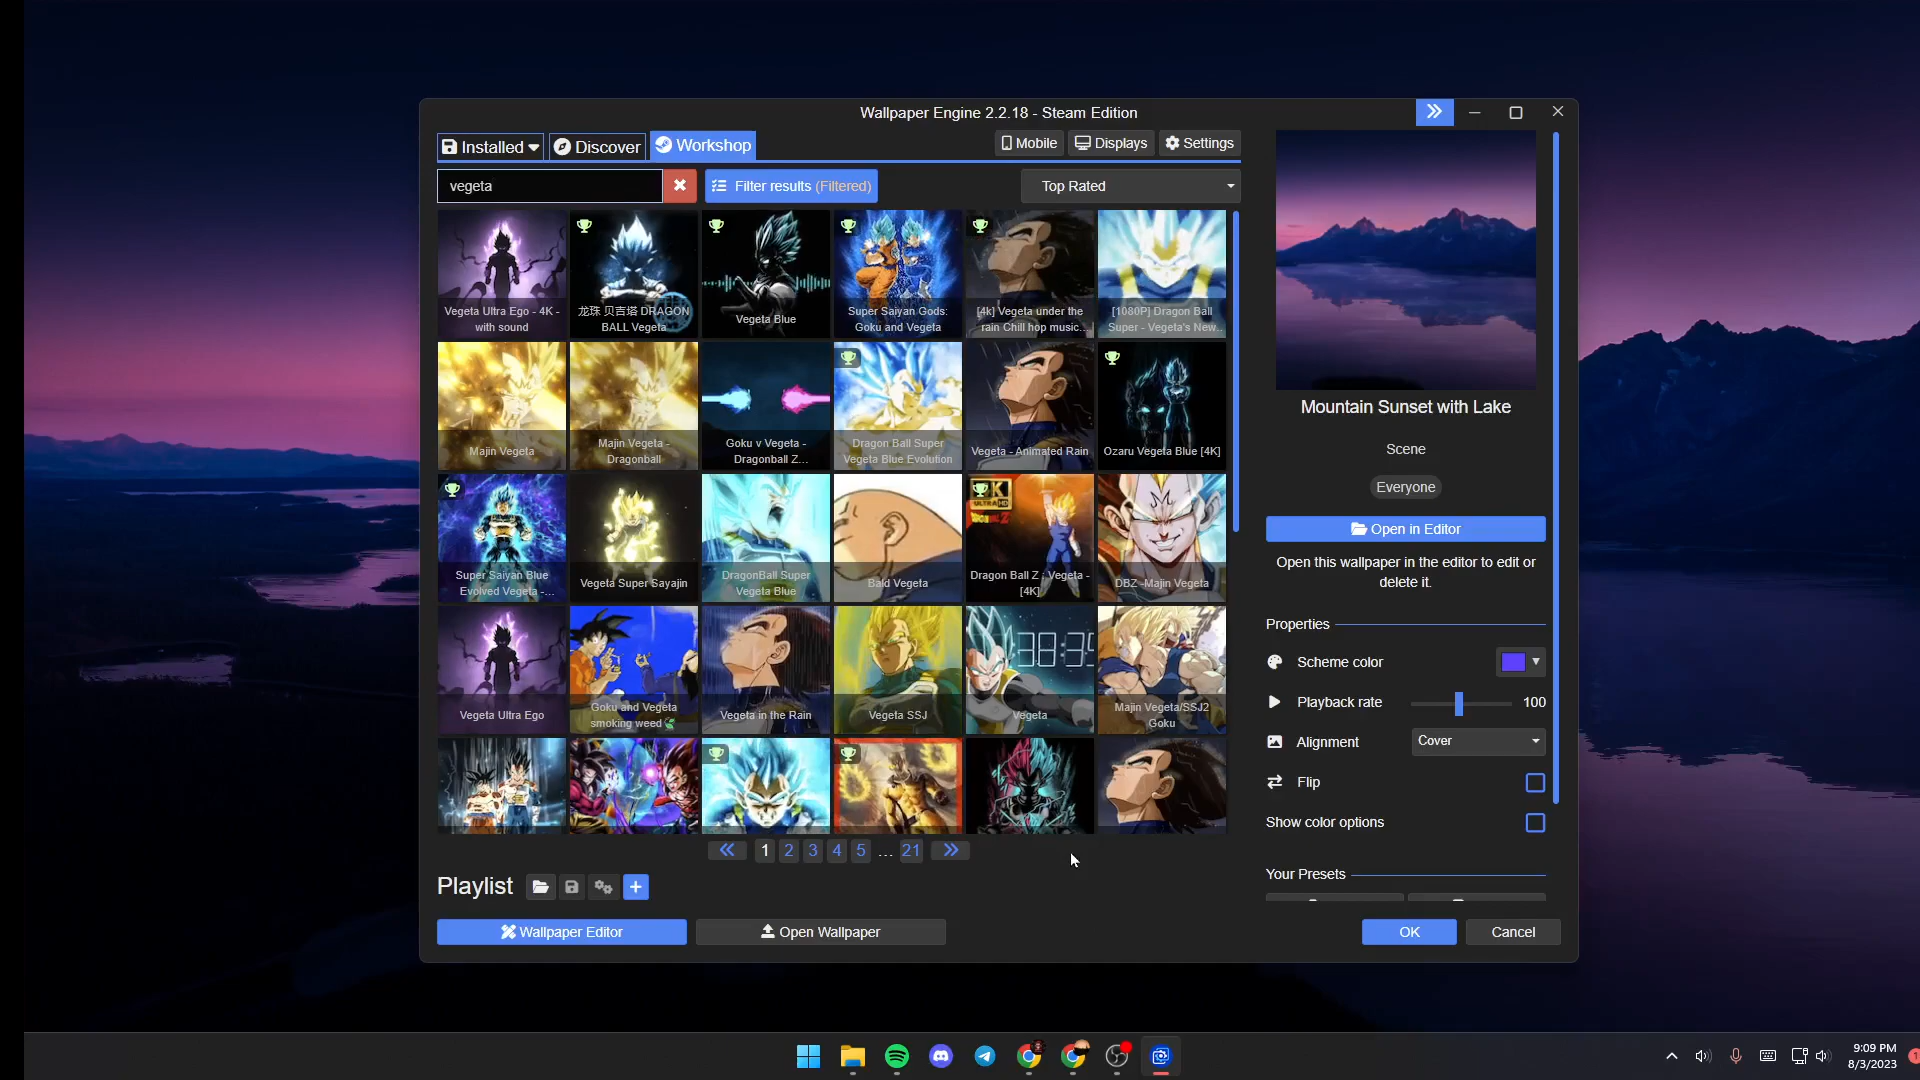 Wallpaper Engine 2.2.18 - Steam Edition
Installed
Discover
Workshop
Mobile
Displays
Settings
vegeta
Filter results (Filtered)
Top Rated
Vegeta Ultra Ego - 4K -
with sound
龙珠 贝吉塔 DRAGON
BALL Vegeta
Vegeta Blue
Super Saiyan Gods:
Goku and Vegeta
[4k] Vegeta under the
rain Chill hop music...
[1080P] Dragon Ball
Super - Vegeta's New...
Majin Vegeta
Majin Vegeta -
Dragonball
Goku v Vegeta -
Dragonball Z...
Dragon Ball Super
Vegeta Blue Evolution
Vegeta - Animated Rain
Ozaru Vegeta Blue [4K]
Super Saiyan Blue
Evolved Vegeta -...
Vegeta Super Sayajin
DragonBall Super
Vegeta Blue
Bald Vegeta
Dragon Ball Z : Vegeta -
[4K]
DBZ -Majin Vegeta
Vegeta Ultra Ego
Goku and Vegeta
smoking weed
Vegeta in the Rain
Vegeta SSJ
Vegeta
Majin Vegeta/SSJ2
Goku
1 2 3 4 5 ... 21
Playlist
Wallpaper Editor
Open Wallpaper
Mountain Sunset with Lake
Scene
Everyone
Open in Editor
Open this wallpaper in the editor to edit or
delete it.
Properties
Scheme color
Playback rate
100
Alignment
Cover
Flip
Show color options
Your Presets
OK
Cancel
9:09 PM
8/3/2023
1